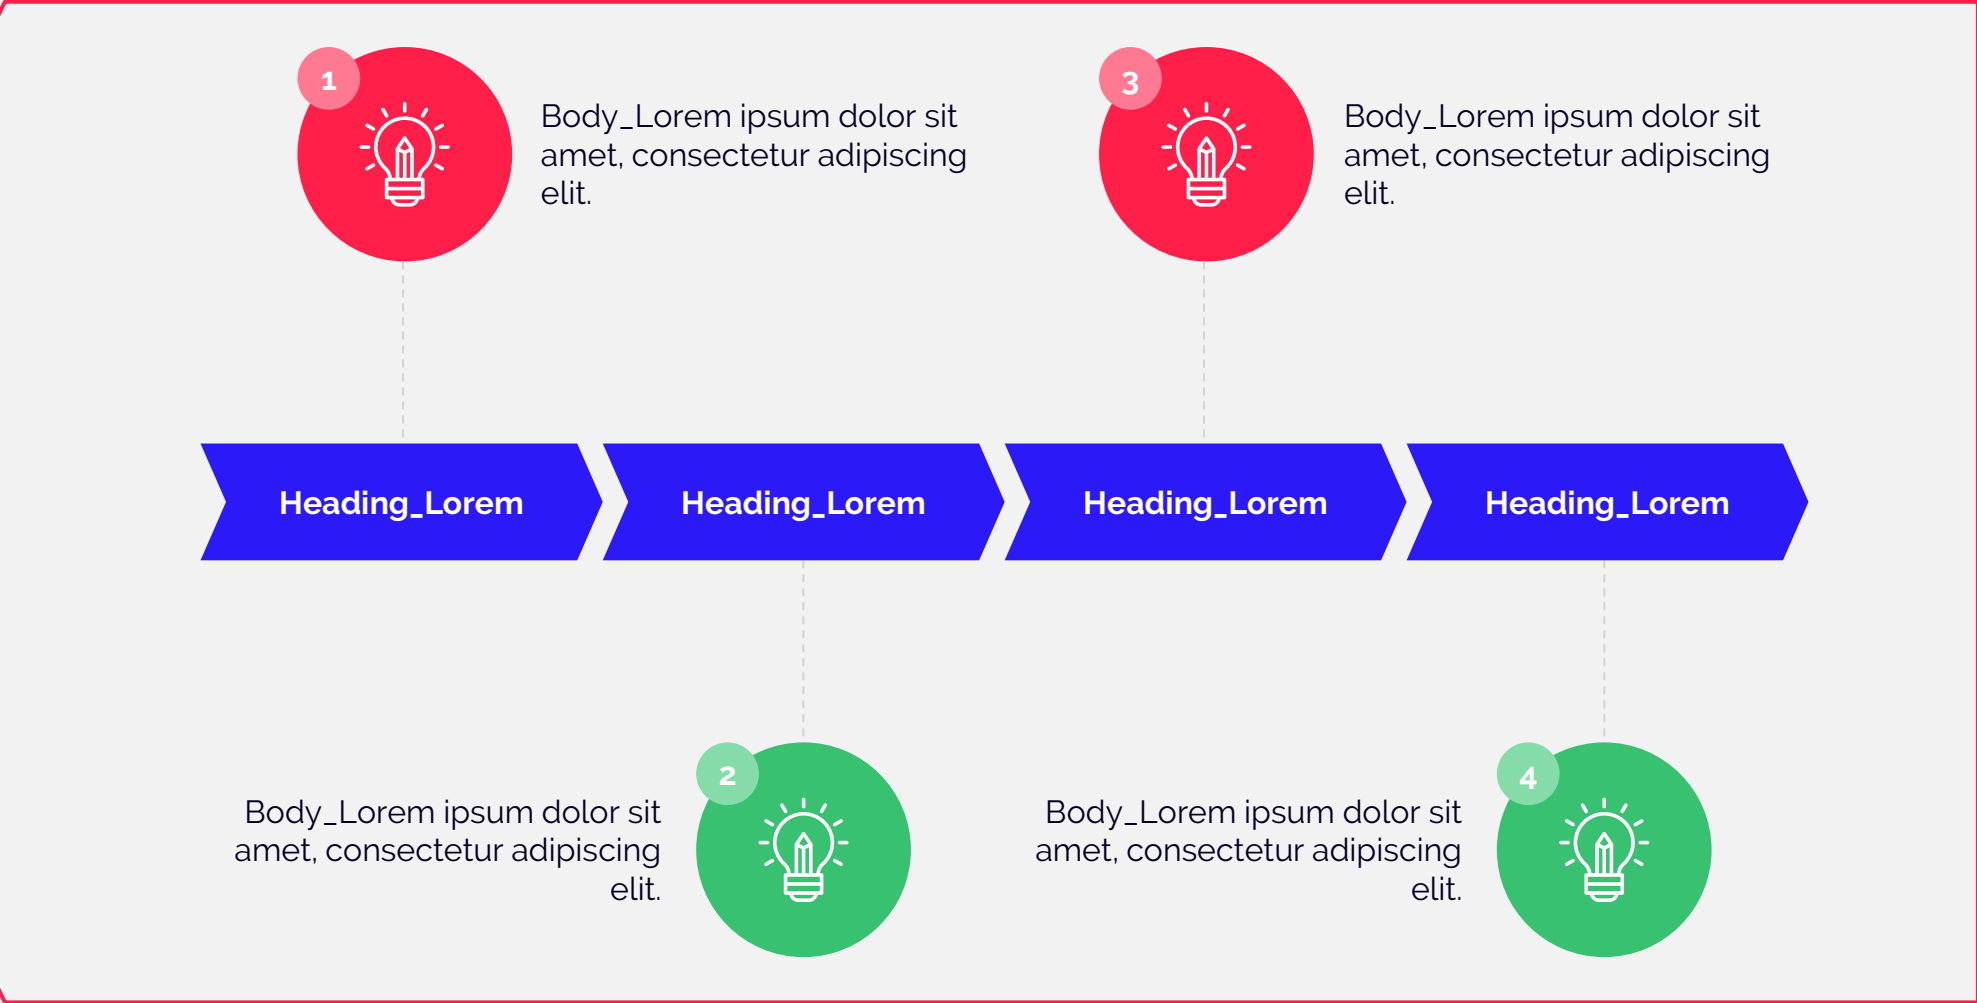 1
Body_Lorem ipsum dolor sit
amet, consectetur adipiscing
elit.
3
Body_Lorem ipsum dolor sit
amet, consectetur adipiscing
elit.
Heading_Lorem
Heading_Lorem
Heading_Lorem
Heading_Lorem
2
Body_Lorem ipsum dolor sit
amet, consectetur adipiscing
elit.
4
Body_Lorem ipsum dolor sit
amet, consectetur adipiscing
elit.